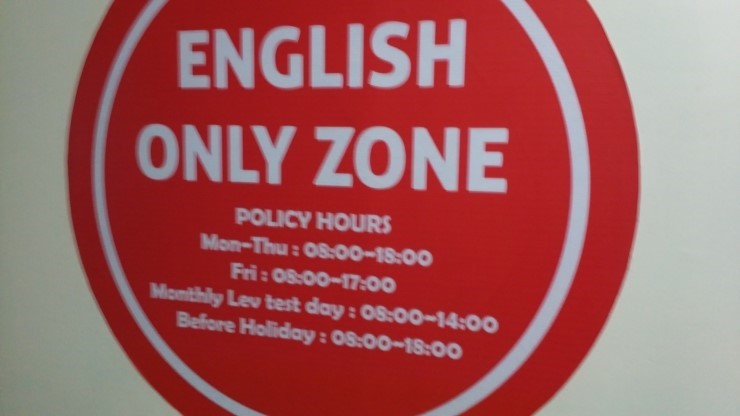 ENGLISH
ONLY ZONE
POLICY HOURS
Mon-Thu : 08:00-18:00
Fri : 08:00-17:00
Monthly Lev test day : 08:00-14:00
Before Holiday : 08:00-18:00